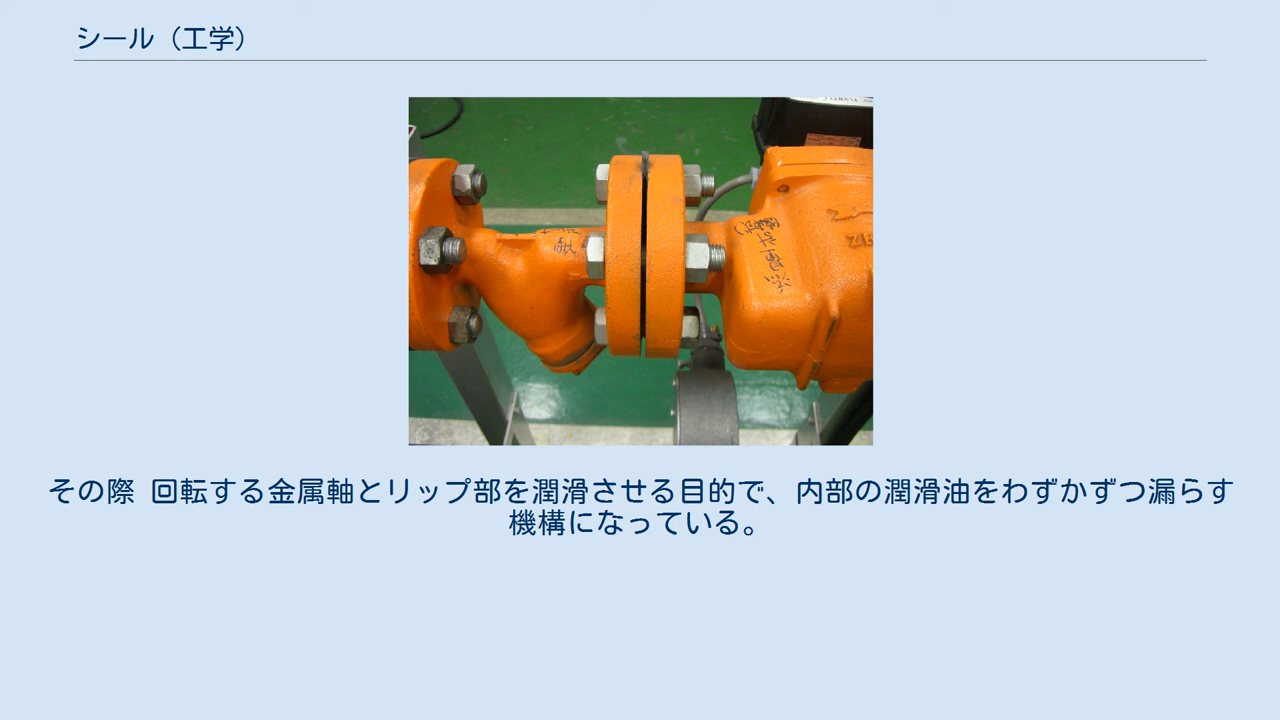 シール（工学）
その際 回転する金属軸とリップ部を潤滑させる目的で、内部の潤滑油をわずかずつ漏らす
機構になっている。